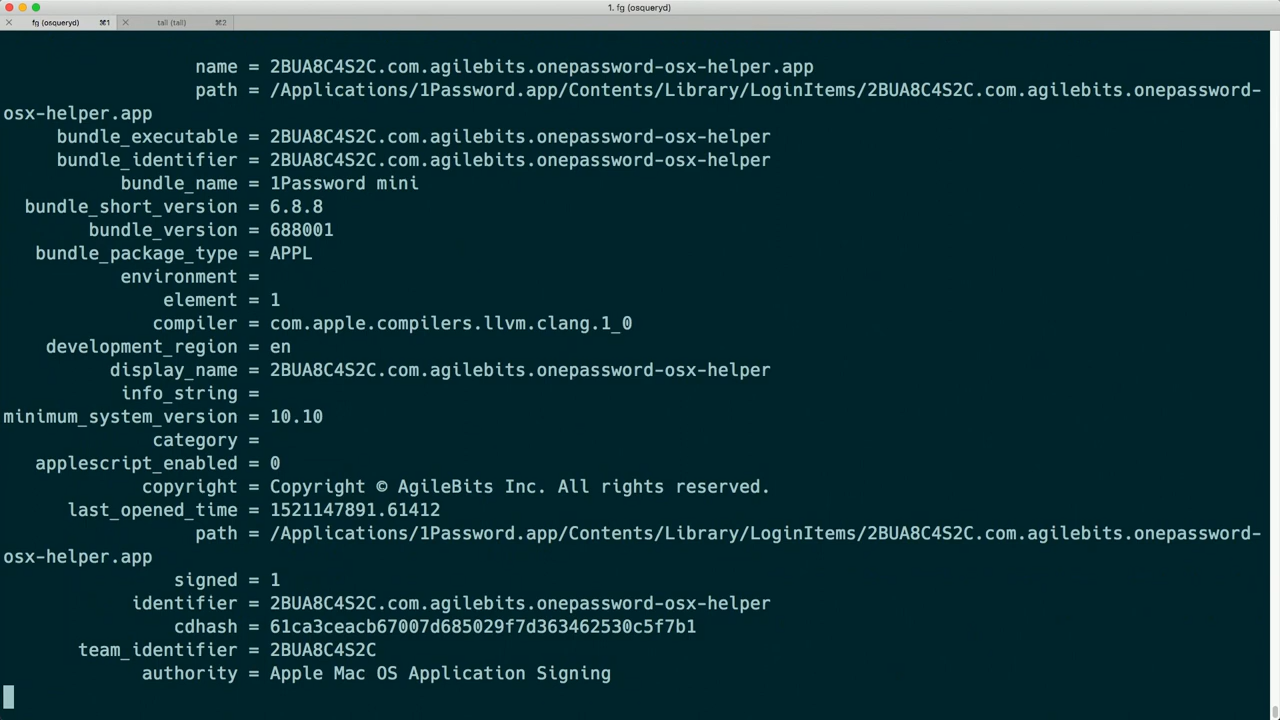 1. fg (osqueryd)
fg (osqueryd) ⌘1 tall (tall) ⌘2
name = 2BUA8C4S2C.com.agilebits.onepassword-osx-helper.app
path = /Applications/1Password.app/Contents/Library/LoginItems/2BUA8C4S2C.com.agilebits.onepassword-
osx-helper.app
bundle_executable = 2BUA8C4S2C.com.agilebits.onepassword-osx-helper
bundle_identifier = 2BUA8C4S2C.com.agilebits.onepassword-osx-helper
bundle_name = 1Password mini
bundle_short_version = 6.8.8
bundle_version = 688001
bundle_package_type = APPL
environment =
element = 1
compiler = com.apple.compilers.llvm.clang.1_0
development_region = en
display_name = 2BUA8C4S2C.com.agilebits.onepassword-osx-helper
info_string =
minimum_system_version = 10.10
category =
applescript_enabled = 0
copyright = Copyright © AgileBits Inc. All rights reserved.
last_opened_time = 1521147891.61412
path = /Applications/1Password.app/Contents/Library/LoginItems/2BUA8C4S2C.com.agilebits.onepassword-
osx-helper.app
signed = 1
identifier = 2BUA8C4S2C.com.agilebits.onepassword-osx-helper
cdhash = 61ca3ceacb67007d685029f7d363462530c5f7b1
team_identifier = 2BUA8C4S2C
authority = Apple Mac OS Application Signing